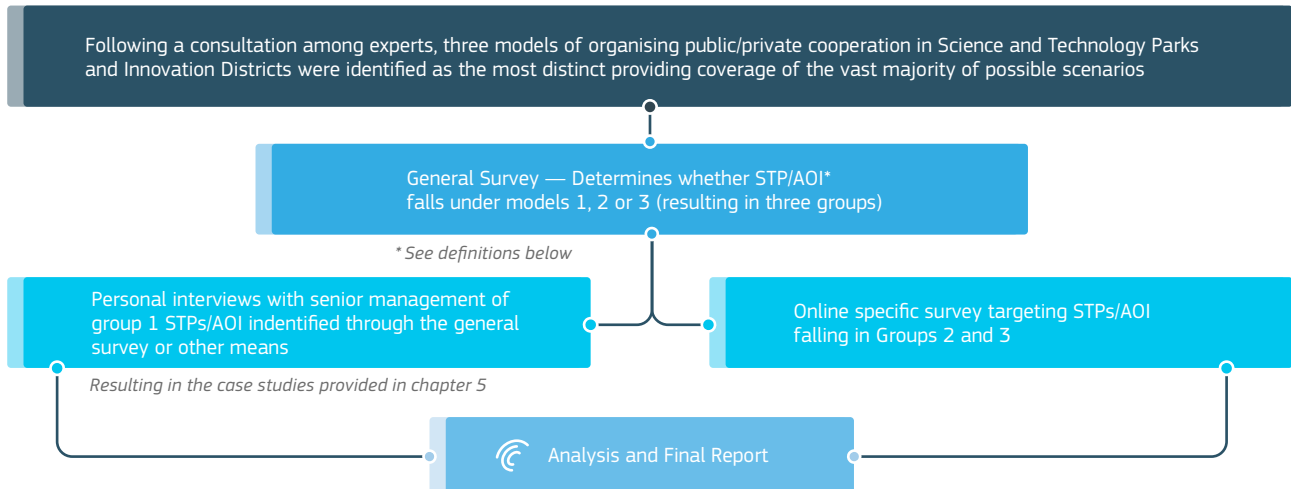 Following a consultation among experts, three models of organising public/private cooperation in Science and Technology Parks
and Innovation Districts were identified as the most distinct providing coverage of the vast majority of possible scenarios
General Survey — Determines whether STP/AOI*
falls under models 1, 2 or 3 (resulting in three groups)
* See definitions below
Personal interviews with senior management of
group 1 STPs/AOI indentified through the general
survey or other means
Resulting in the case studies provided in chapter 5
Online specific survey targeting STPs/AOI
falling in Groups 2 and 3
Analysis and Final Report